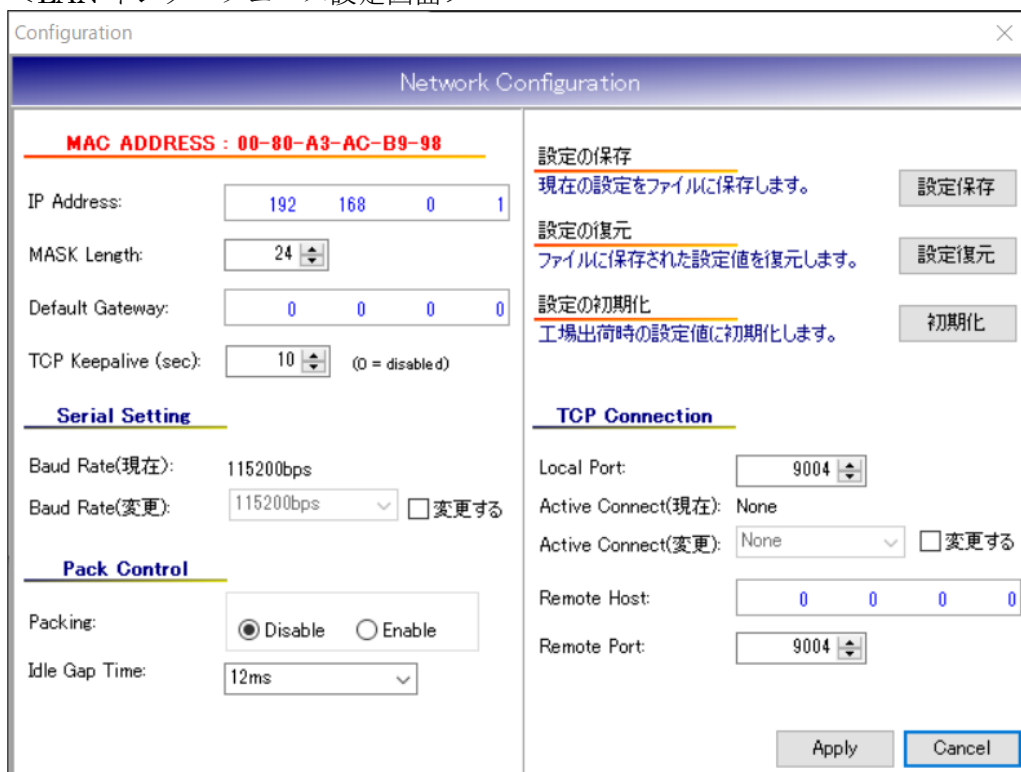 Configuration
Network Configuration
MAC ADDRESS : 00-80-A3-AC-B9-98
IP Address: 192 168 0 1
MASK Length: 24
Default Gateway: 0 0 0 0
TCP Keepalive (sec): 10 (0 = disabled)
Serial Setting
Baud Rate(現在): 115200bps
Baud Rate(変更): 115200bps 変更する
Pack Control
Packing: Disable Enable
Idle Gap Time: 12ms
設定の保存
現在の設定をファイルに保存します。 設定保存
設定の復元
ファイルに保存された設定値を復元します。 設定復元
設定の初期化
工場出荷時の設定値に初期化します。 初期化
TCP Connection
Local Port: 9004
Active Connect(現在): None
Active Connect(変更): None 変更する
Remote Host: 0 0 0 0
Remote Port: 9004
Apply Cancel